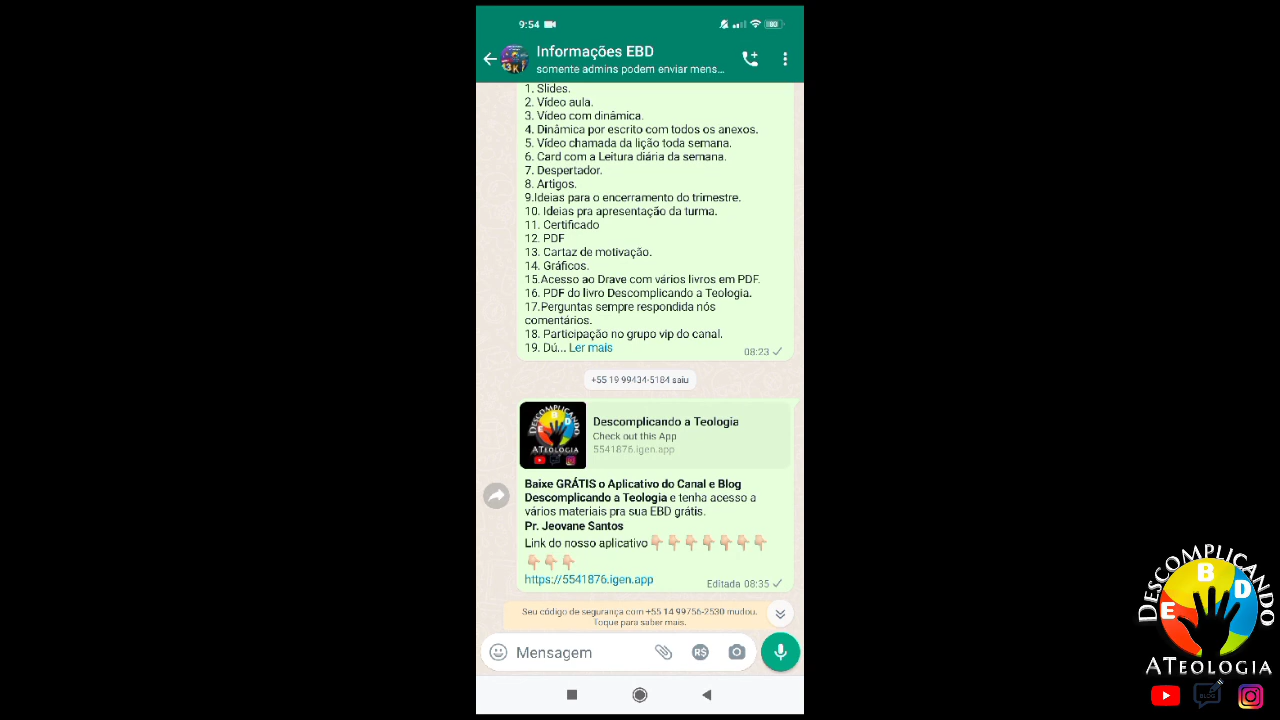 9:54
80
Informações EBD
somente admins podem enviar mens...
1. Slides.
2. Vídeo aula.
3. Vídeo com dinâmica.
4. Dinâmica por escrito com todos os anexos.
5. Vídeo chamada da lição toda semana.
6. Card com a Leitura diária da semana.
7. Despertador.
8. Artigos.
9.Ideias para o encerramento do trimestre.
10. Ideias pra apresentação da turma.
11. Certificado
12. PDF
13. Cartaz de motivação.
14. Gráficos.
15.Acesso ao Drave com vários livros em PDF.
16. PDF do livro Descomplicando a Teologia.
17.Perguntas sempre respondida nós
comentários.
18. Participação no grupo vip do canal.
19. Dú... Ler mais
08:23
+55 19 99434-5184 saiu
DESCOMPLICANDO
E B D
ATEOLOGIA
Descomplicando a Teologia
Check out this App
5541876.igen.app
Baixe GRÁTIS o Aplicativo do Canal e Blog
Descomplicando a Teologia e tenha acesso a
vários materiais pra sua EBD grátis.
Pr. Jeovane Santos
Link do nosso aplicativo👇🏻👇🏻👇🏻👇🏻👇🏻👇🏻👇🏻
👇🏻👇🏻👇🏻
https://5541876.igen.app
Editada 08:35
Seu código de segurança com +55 14 99756-2530 mudou.
Toque para saber mais.
Mensagem
R$
DESCOMPLICANDO
E B D
ATEOLOGIA
BLOG